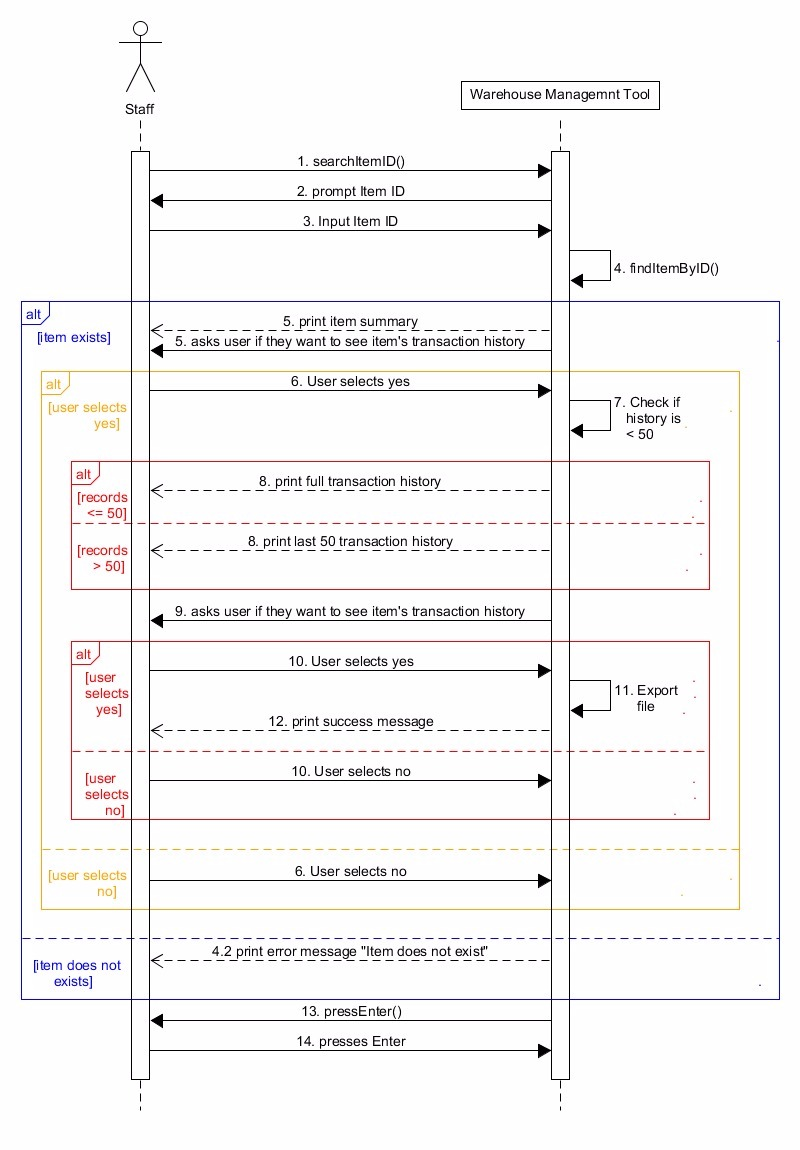 Staff
Warehouse Managemnt Tool
1. searchItemID()
2. prompt Item ID
3. Input Item ID
4. findItemByID()
alt
[item exists]
5. print item summary
5. asks user if they want to see item's transaction history
alt
[user selects
yes]
6. User selects yes
7. Check if
history is
< 50
alt
[records
<= 50]
8. print full transaction history
[records
> 50]
8. print last 50 transaction history
9. asks user if they want to see item's transaction history
alt
[user
selects
yes]
10. User selects yes
11. Export
file
12. print success message
[user
selects
no]
10. User selects no
[user selects
no]
6. User selects no
[item does not
exists]
4.2 print error message "Item does not exist"
13. pressEnter()
14. presses Enter